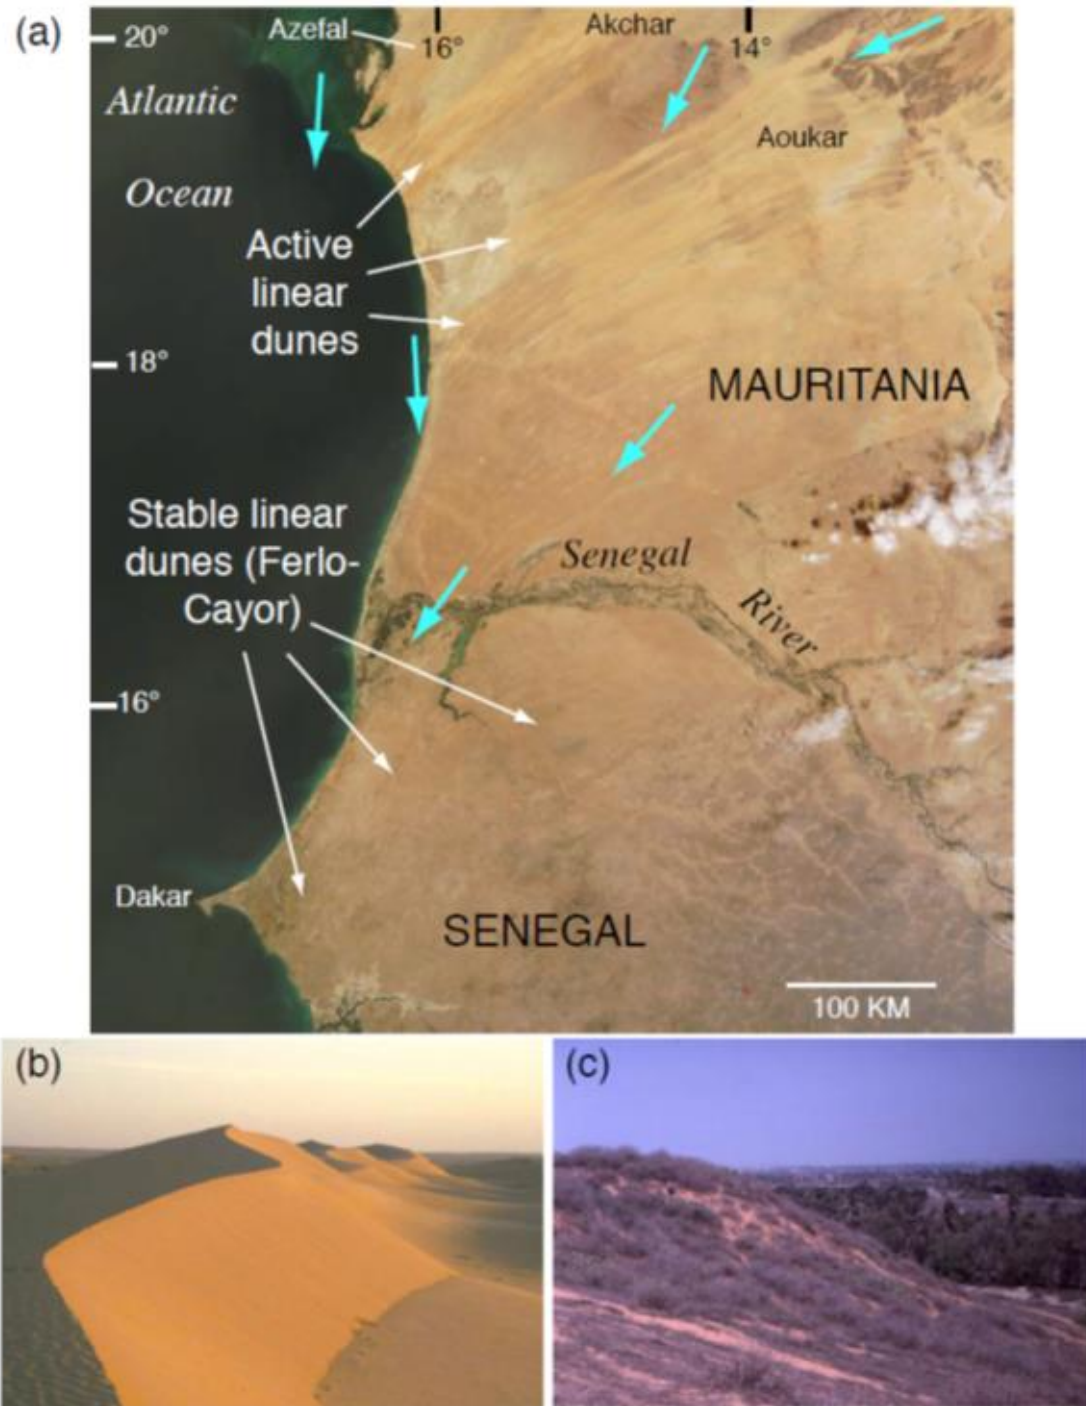 (a)
20°
Azefal
16°
Akchar
14°
Atlantic
Aoukar
Ocean
Active
linear
dunes
18°
MAURITANIA
Stable linear
dunes (Ferlo-
Cayor)
Senegal
River
16°
Dakar
SENEGAL
100 KM
(b)
(c)